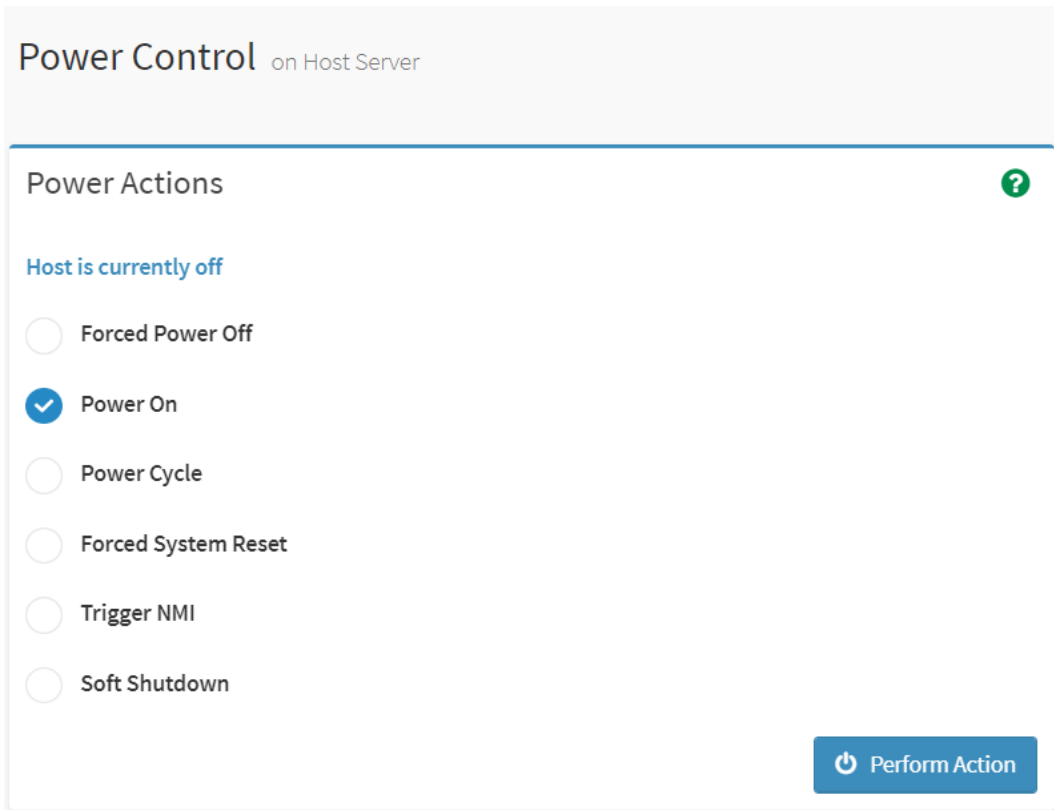 Power Control on Host Server
Power Actions
Host is currently off
Forced Power Off
Power On
Power Cycle
Forced System Reset
Trigger NMI
Soft Shutdown
Perform Action